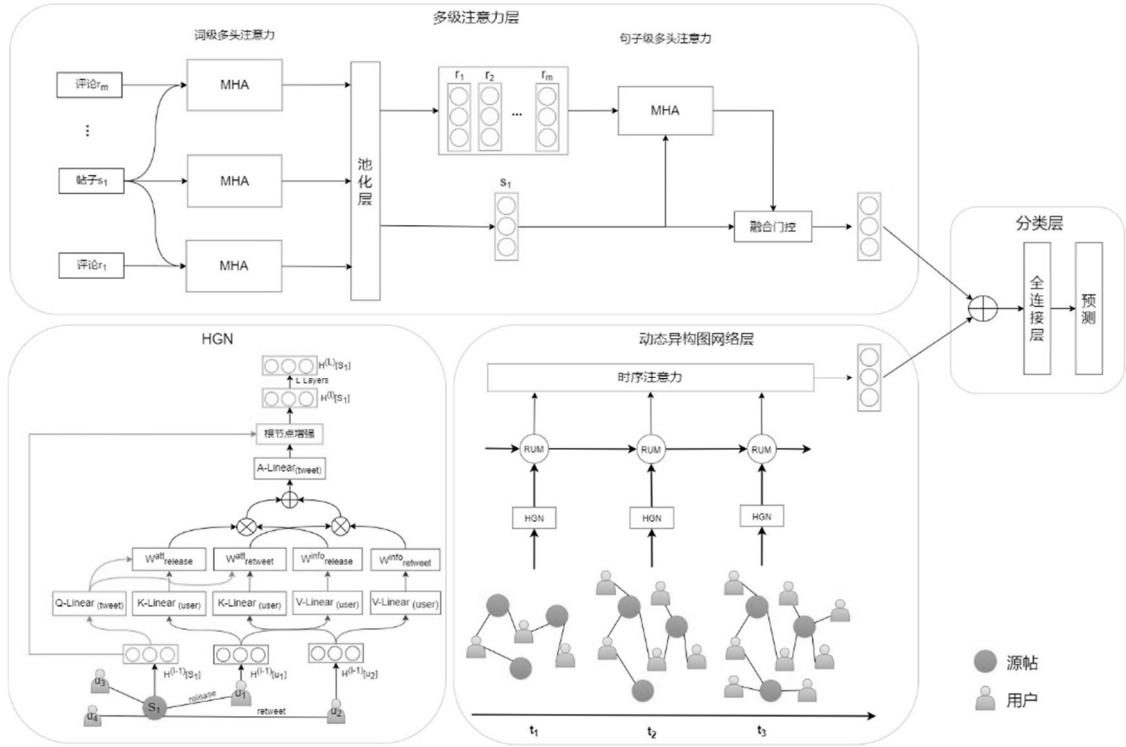 多级注意力层
词级多头注意力
句子级多头注意力
评论rm
MHA
r1 r2 ... rm
MHA
⋮
池化层
帖子s1
MHA
s1
融合门控
评论r1
MHA
分类层
全连接层
预测
HGN
H(L)[S1]
L Layers
H(l)[S1]
根节点增强
A-Linear(tweet)
Wattrelease
Wattretweet
Winforelease
Winforetweet
Q-Linear (tweet)
K-Linear (user)
K-Linear (user)
V-Linear (user)
V-Linear (user)
H(l-1)[S1]
H(l-1)[u1]
H(l-1)[u2]
u3
S1
release
u1
u4
retweet
u2
动态异构图网络层
时序注意力
RUM
RUM
RUM
HGN
HGN
HGN
t1
t2
t3
源帖
用户